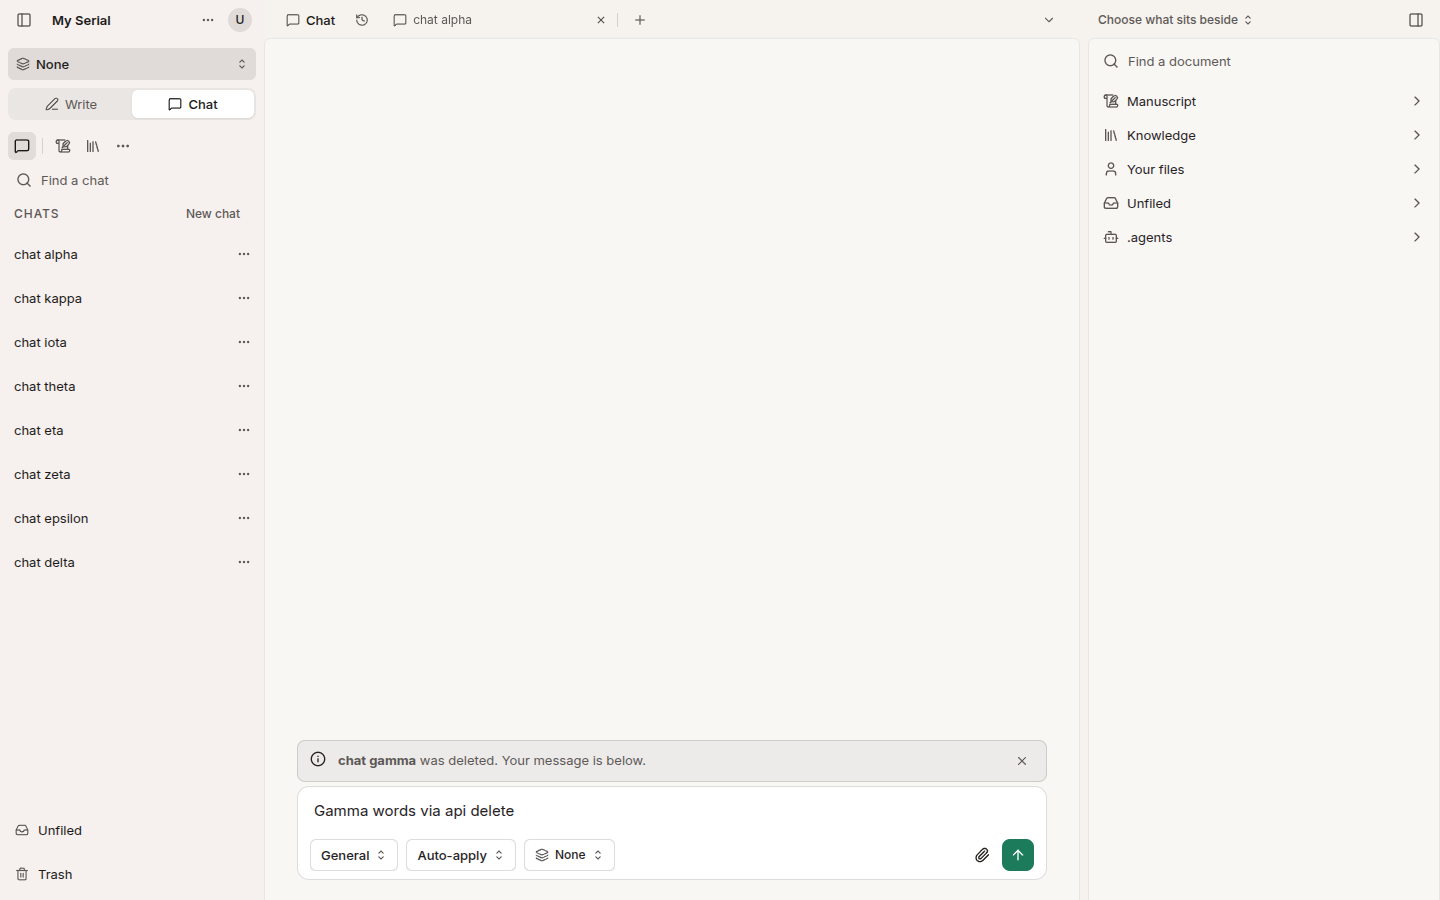 My Serial
U
None
Write
Chat
Find a chat
CHATS
New chat
chat alpha
chat kappa
chat iota
chat theta
chat eta
chat zeta
chat epsilon
chat delta
Unfiled
Trash
Chat
chat alpha
chat gamma was deleted. Your message is below.
Gamma words via api delete
General
Auto-apply
None
Choose what sits beside
Find a document
Manuscript
Knowledge
Your files
Unfiled
.agents